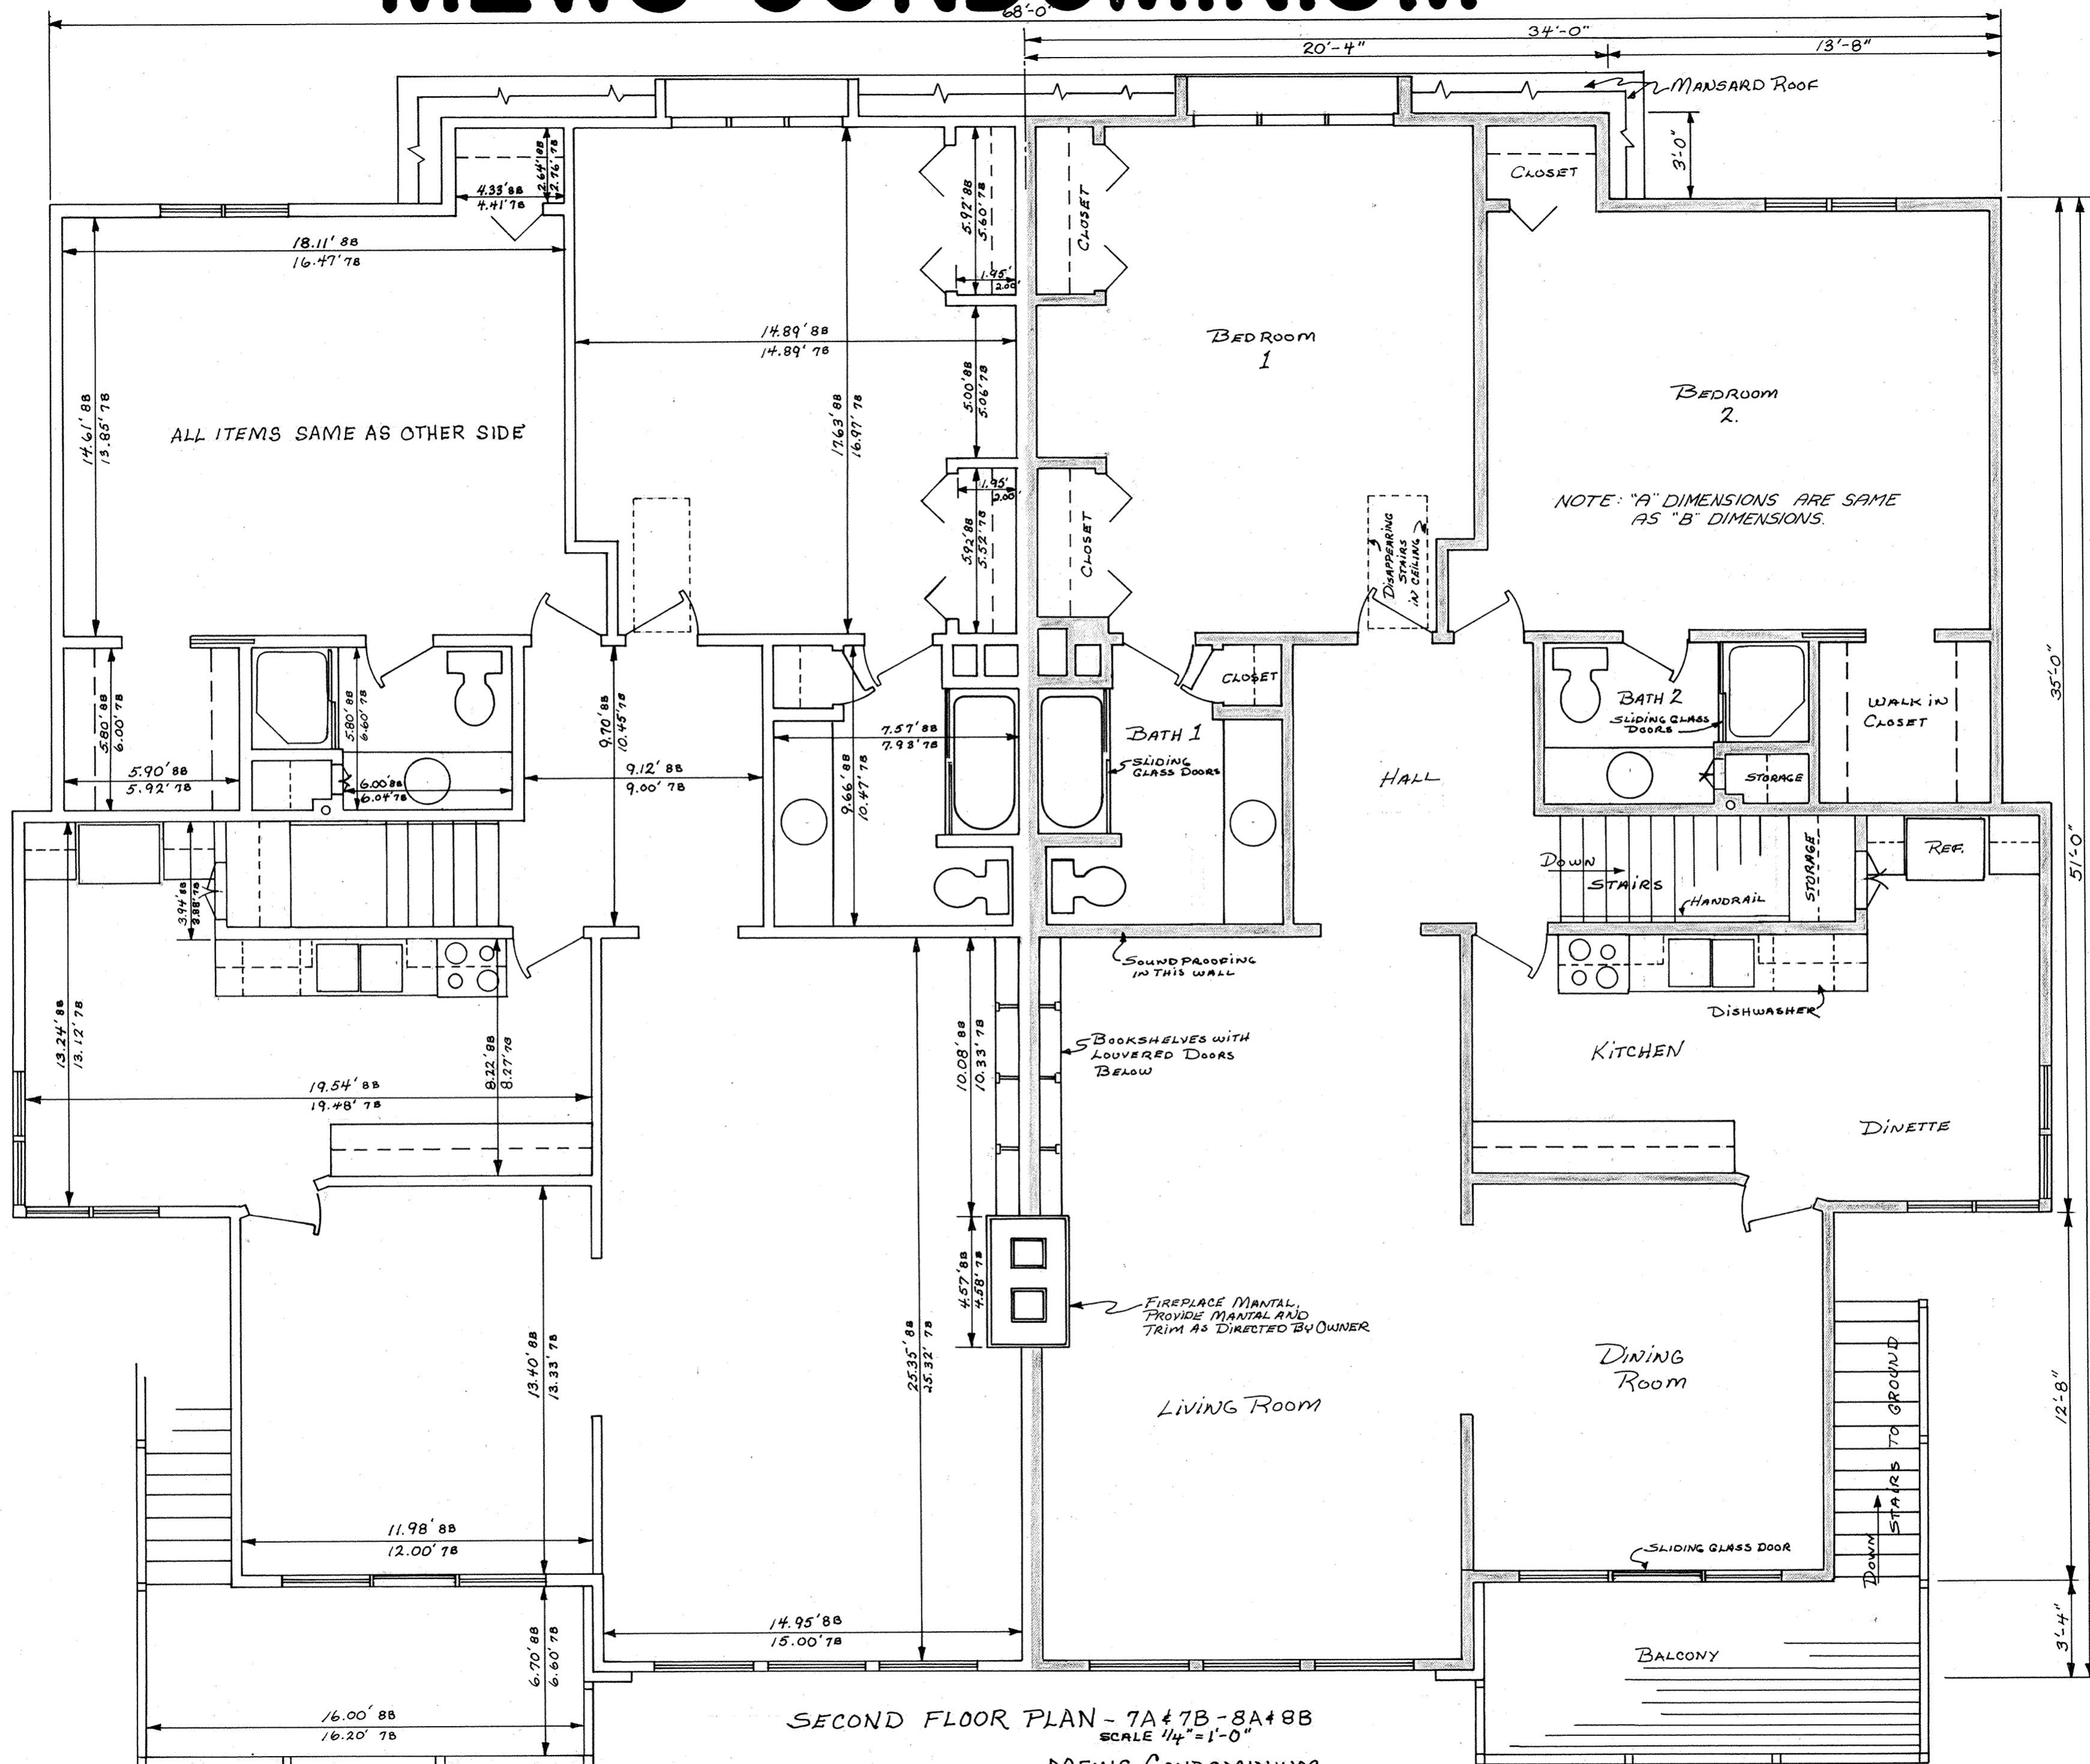 MEWS CONDOMINIUM
68'-0"
34'-0"
20'-4"
13'-8"
MANSARD ROOF
3'-0"
4.33' 8B
4.41' 7B
2.64' 8B
2.76' 7B
18.11' 8B
16.47' 7B
14.61' 8B
13.85' 7B
ALL ITEMS SAME AS OTHER SIDE
14.89' 8B
14.89' 7B
17.63' 8B
16.97' 7B
5.92' 8B
5.60' 7B
1.95'
2.00'
5.00' 8B
5.06' 7B
1.95'
2.00'
5.92' 8B
5.52' 7B
CLOSET
CLOSET
BEDROOM
1
DISAPPEARING
STAIRS
IN CEILING
CLOSET
BEDROOM
2.
NOTE: "A" DIMENSIONS ARE SAME
AS "B" DIMENSIONS.
35'-0"
51'-0"
5.80' 8B
6.00' 7B
5.90' 8B
5.92' 7B
5.80' 8B
6.60' 7B
6.00' 8B
6.04' 7B
9.70' 8B
10.45' 7B
9.12' 8B
9.00' 7B
7.57' 8B
7.93' 7B
9.66' 8B
10.47' 7B
BATH 1
SLIDING
GLASS DOORS
CLOSET
HALL
BATH 2
SLIDING GLASS
DOORS
STORAGE
WALK IN
CLOSET
DOWN
STAIRS
HANDRAIL
STORAGE
REF.
3.94' 8B
3.88' 7B
13.24' 8B
13.12' 7B
19.54' 8B
19.48' 7B
8.22' 8B
8.27' 7B
10.08' 8B
10.33' 7B
SOUNDPROOFING
IN THIS WALL
BOOKSHELVES WITH
LOUVERED DOORS
BELOW
DISHWASHER
KITCHEN
DINETTE
4.57' 8B
4.58' 7B
FIREPLACE MANTAL,
PROVIDE MANTAL AND
TRIM AS DIRECTED BY OWNER
13.40' 8B
13.33' 7B
25.35' 8B
25.32' 7B
LIVING ROOM
DINING
ROOM
STAIRS TO GROUND
DOWN
12'-8"
11.98' 8B
12.00' 7B
SLIDING GLASS DOOR
14.95' 8B
15.00' 7B
6.70' 8B
6.60' 7B
BALCONY
3'-4"
16.00' 8B
16.20' 7B
SECOND FLOOR PLAN - 7A & 7B - 8A & 8B
SCALE 1/4" = 1'-0"
MEWS CONDOMINIUM